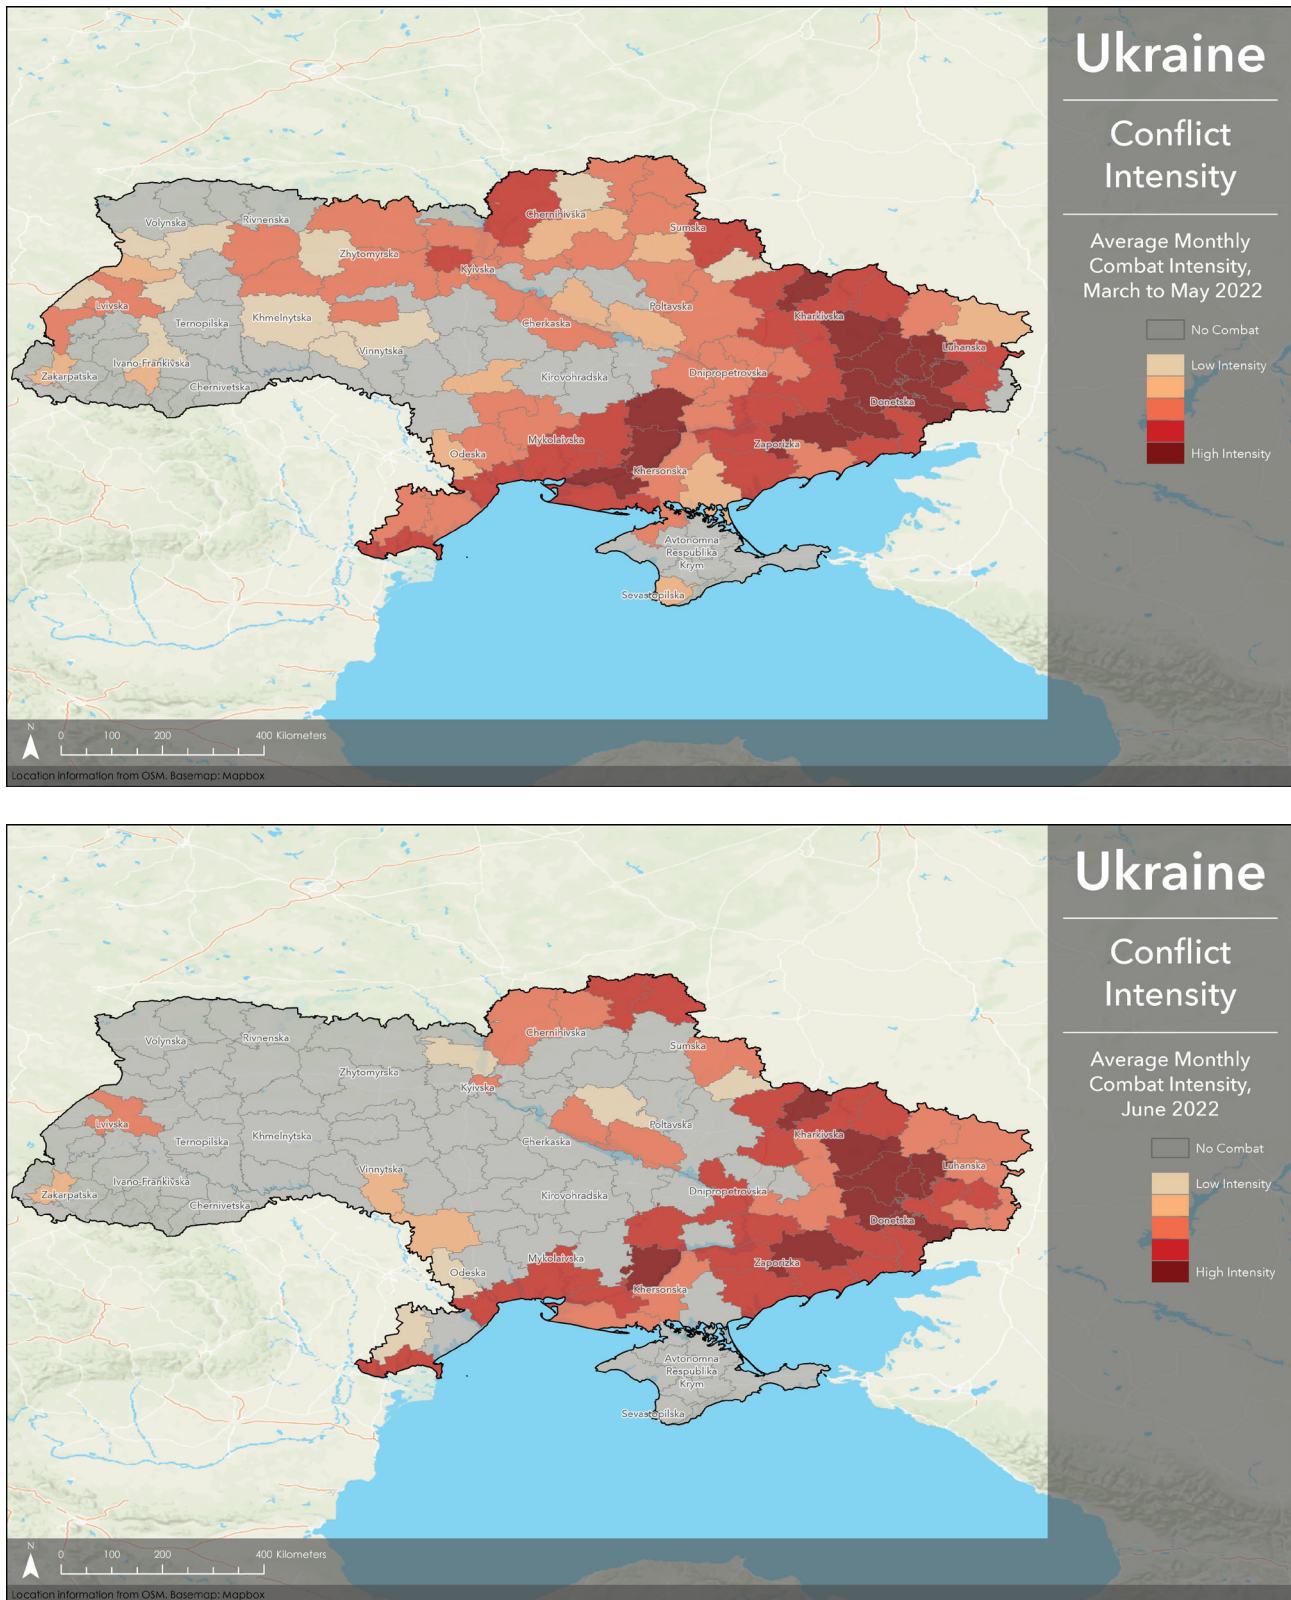 Ukraine
Conflict
Intensity
Average Monthly
Combat Intensity,
March to May 2022
No Combat
Low Intensity
High Intensity
Volynska
Rivnenska
Chernihivska
Sumska
Zhytomyrska
Kyivska
Lvivska
Ternopilska
Khmelnytska
Cherkaska
Poltavska
Kharkivska
Luhanska
Ivano-Frankivska
Vinnytska
Zakarpatska
Chernivetska
Kirovohradska
Dnipropetrovska
Donetska
Mykolaivska
Zaporizka
Odeska
Khersonska
Avtonomna
Respublika
Krym
Sevastopilska
N
0 100 200 400 Kilometers
Location information from OSM. Basemap: Mapbox
Ukraine
Conflict
Intensity
Average Monthly
Combat Intensity,
June 2022
No Combat
Low Intensity
High Intensity
Volynska
Rivnenska
Chernihivska
Sumska
Zhytomyrska
Kyivska
Lvivska
Ternopilska
Khmelnytska
Cherkaska
Poltavska
Kharkivska
Luhanska
Ivano-Frankivska
Vinnytska
Zakarpatska
Chernivetska
Kirovohradska
Dnipropetrovska
Donetska
Mykolaivska
Zaporizka
Odeska
Khersonska
Avtonomna
Respublika
Krym
Sevastopilska
N
0 100 200 400 Kilometers
Location information from OSM. Basemap: Mapbox